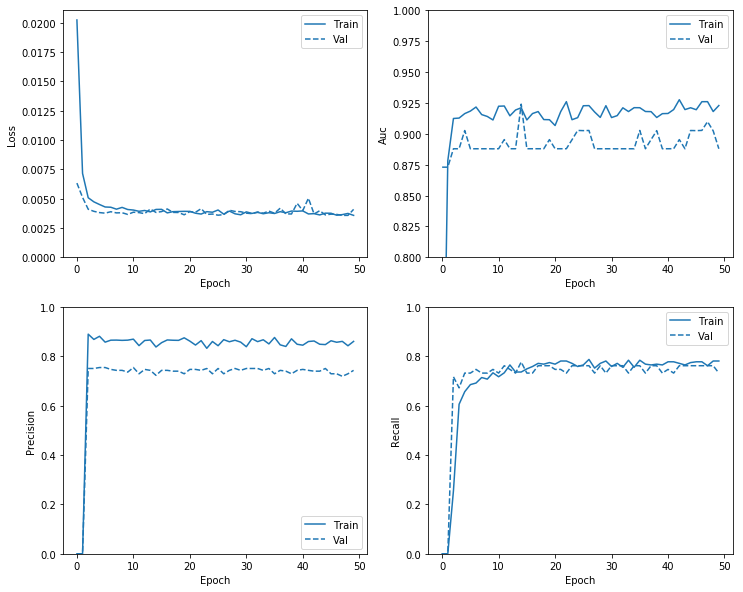 Loss
0.0200
0.0175
0.0150
0.0125
0.0100
0.0075
0.0050
0.0025
0.0000
0 10 20 30 40 50
Epoch
Train
Val
Auc
1.000
0.975
0.950
0.925
0.900
0.875
0.850
0.825
0.800
0 10 20 30 40 50
Epoch
Train
Val
Precision
1.0
0.8
0.6
0.4
0.2
0.0
0 10 20 30 40 50
Epoch
Train
Val
Recall
1.0
0.8
0.6
0.4
0.2
0.0
0 10 20 30 40 50
Epoch
Train
Val